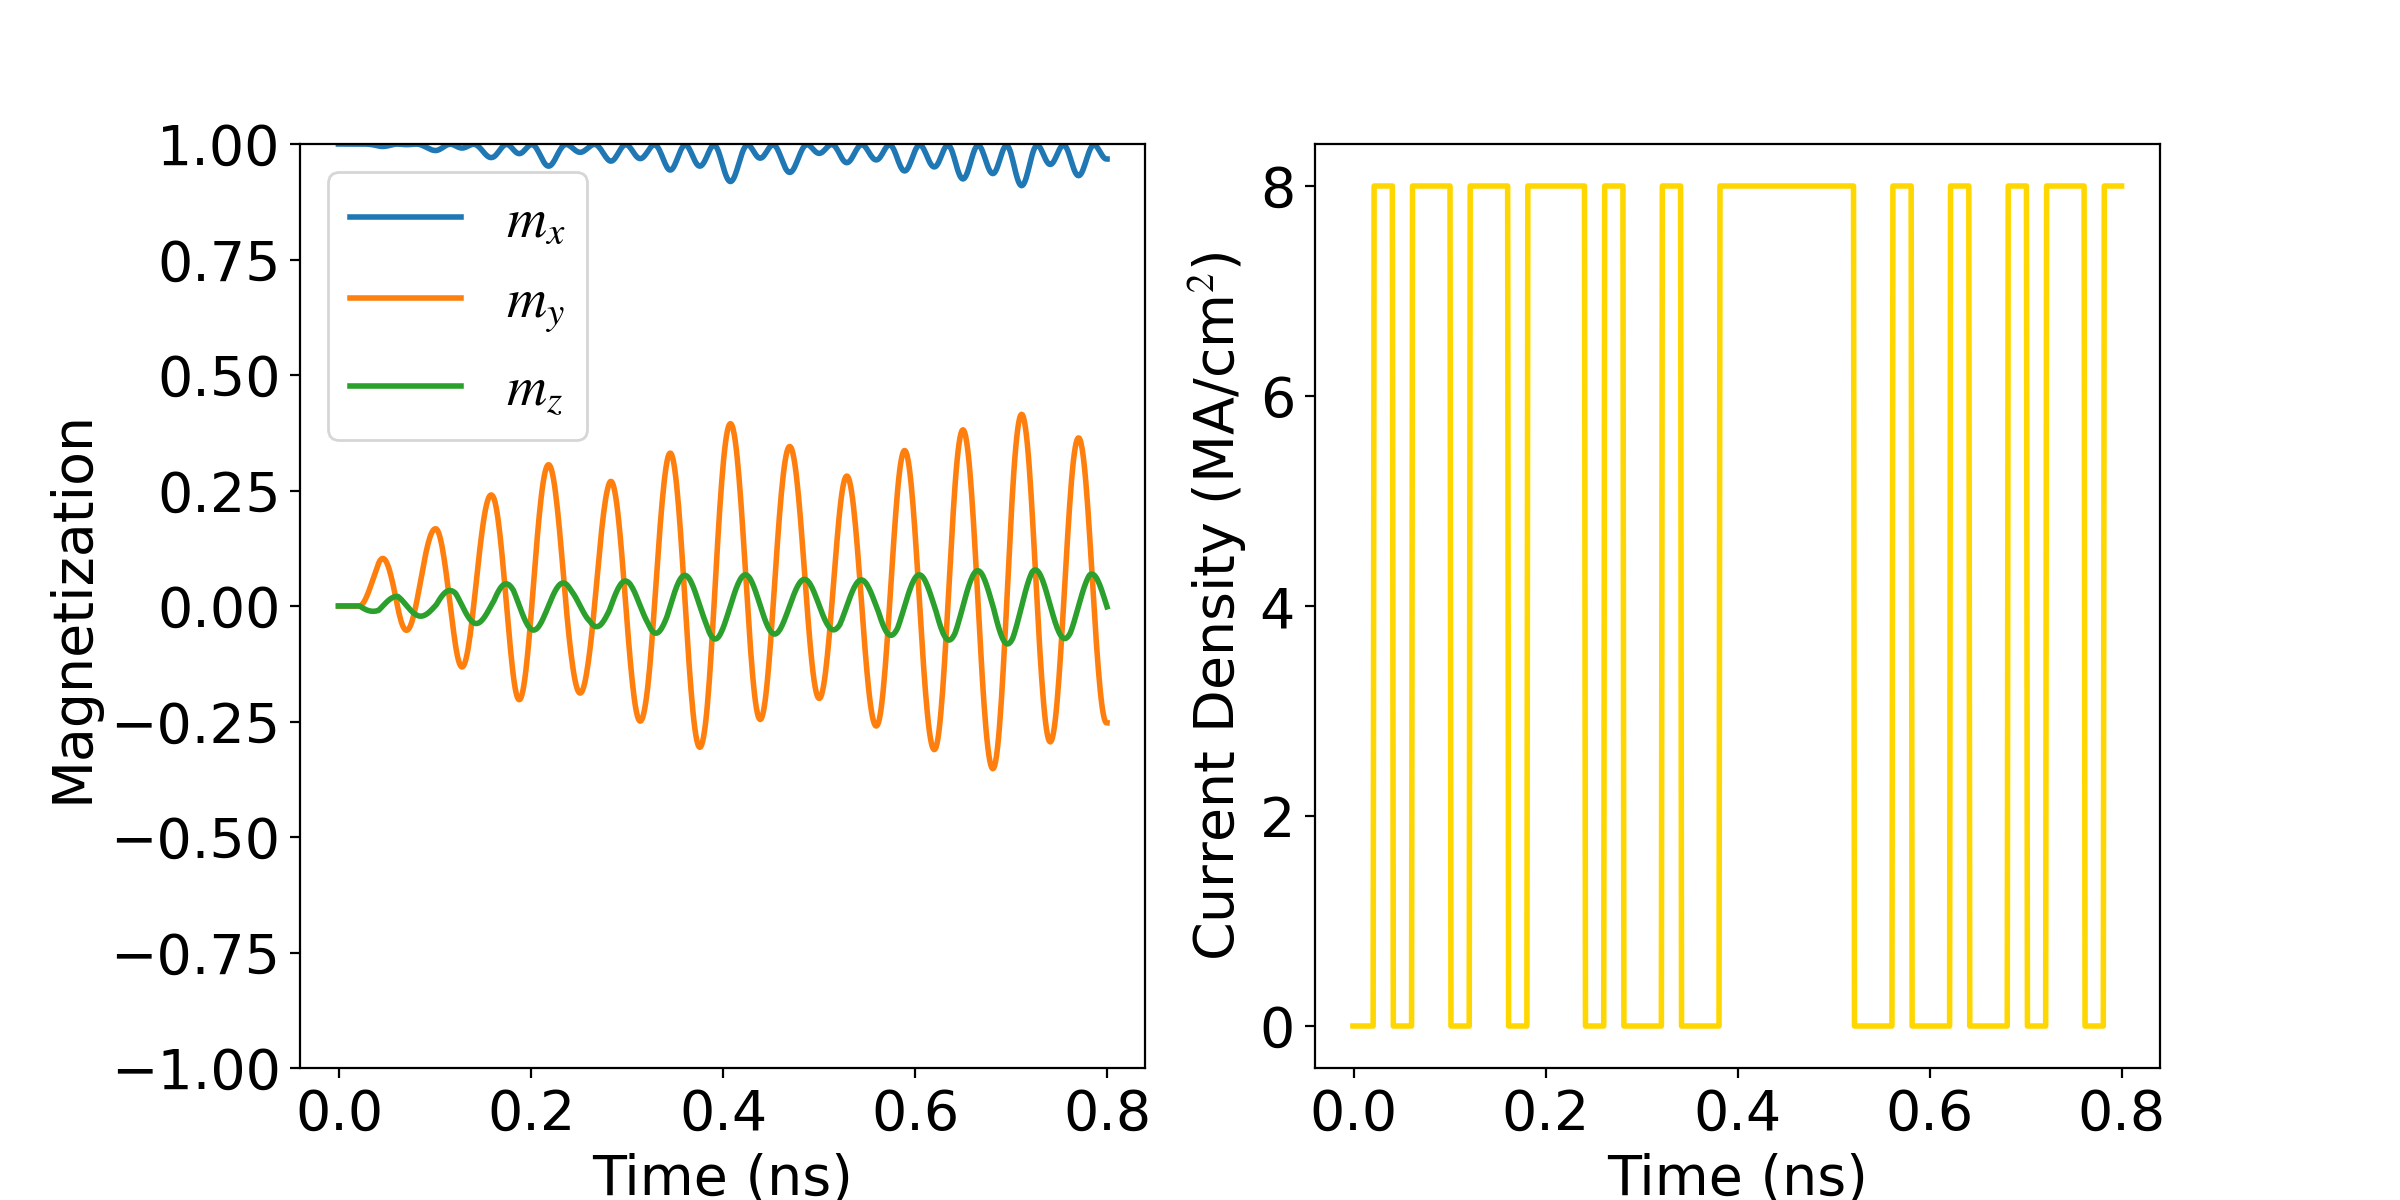 Magnetization
1.00
0.75
0.50
0.25
0.00
−0.25
−0.50
−0.75
−1.00
m_x
m_y
m_z
0.0 0.2 0.4 0.6 0.8
Time (ns)
Current Density (MA/cm²)
8
6
4
2
0
0.0 0.2 0.4 0.6 0.8
Time (ns)